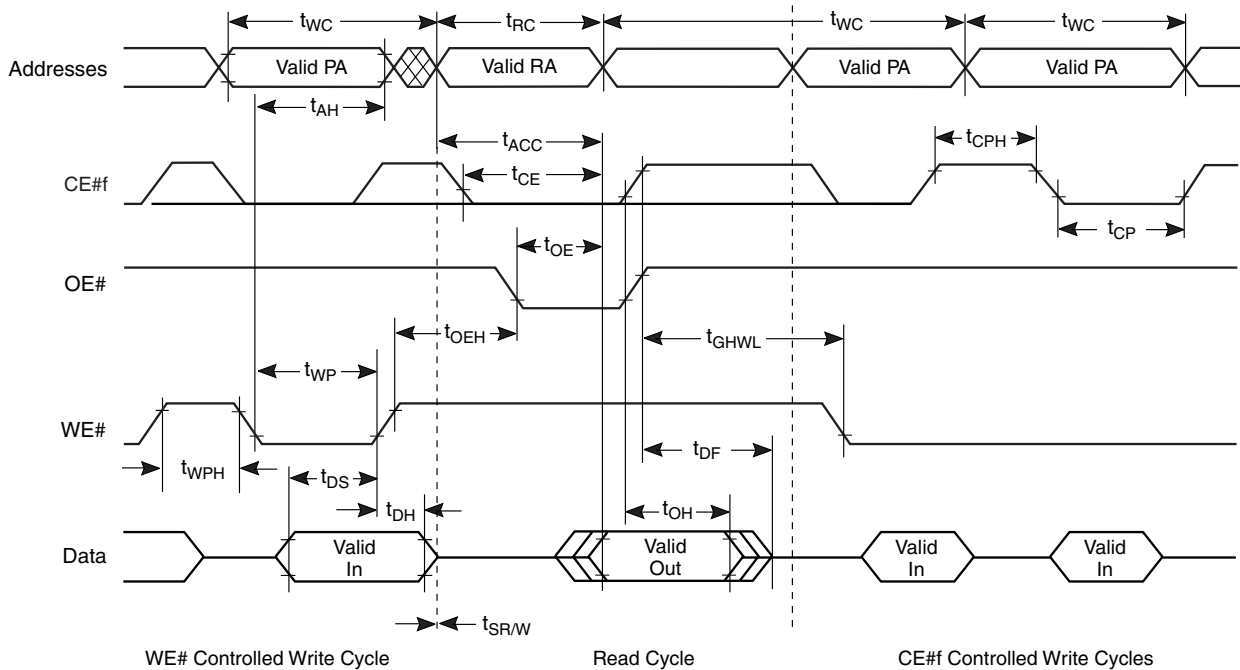 tWC tRC tWC tWC
Addresses Valid PA Valid RA Valid PA Valid PA
tAH
tACC tCPH
CE#f tCE
tCP
tOE
OE#
tOEH tGHWL
tWP
WE#
tWPH tDS tDF
tDH tOH
Data Valid In Valid Out Valid In Valid In
tSR/W
WE# Controlled Write Cycle Read Cycle CE#f Controlled Write Cycles